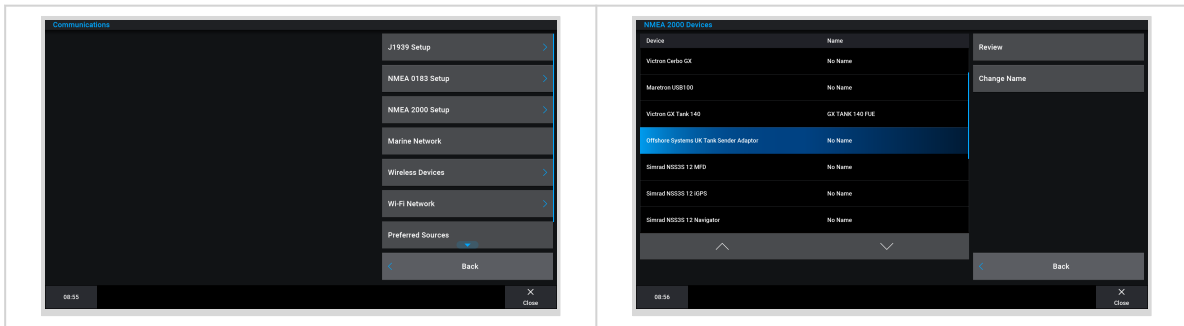 Communications
J1939 Setup
NMEA 0183 Setup
NMEA 2000 Setup
Marine Network
Wireless Devices
Wi-Fi Network
Preferred Sources
Back
08:55
Close
NMEA 2000 Devices
Device Name
Victron Cerbo GX No Name
Maretron USB100 No Name
Victron GX Tank 140 GX TANK 140 FUE
Offshore Systems UK Tank Sender Adaptor No Name
Simrad NSS3S 12 MFD No Name
Simrad NSS3S 12 iGPS No Name
Simrad NSS3S 12 Navigator No Name
Review
Change Name
Back
08:56
Close